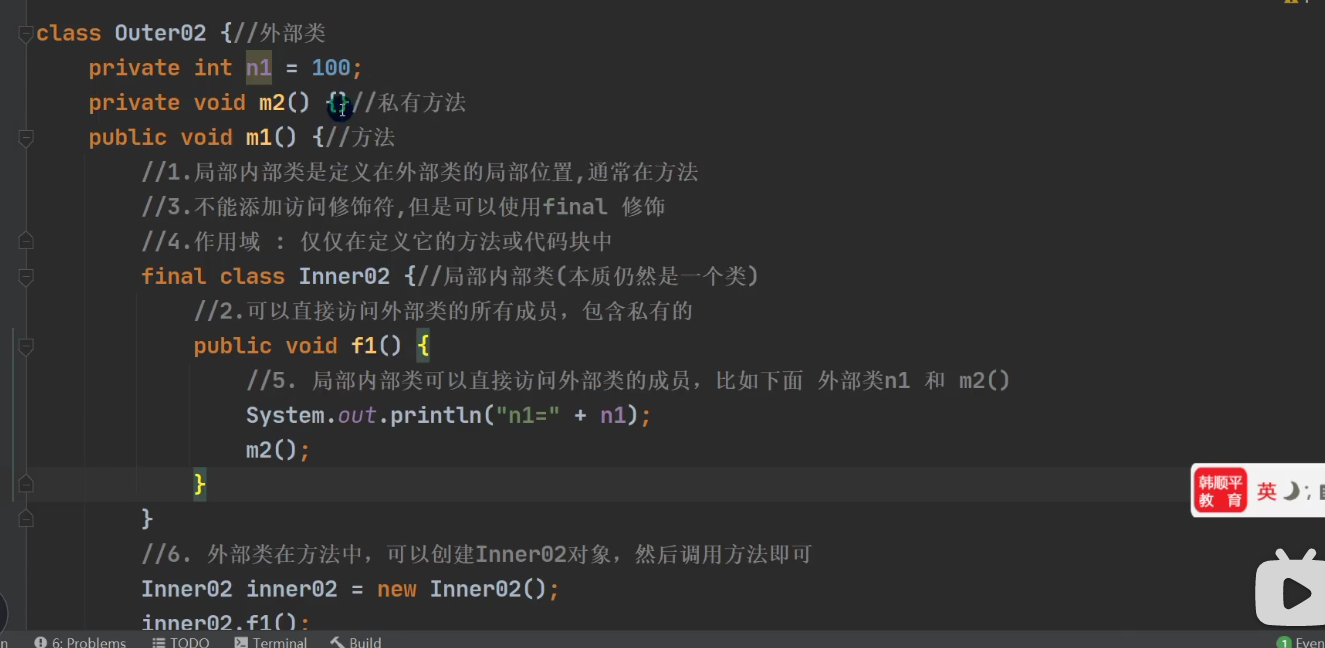 class Outer02 {//外部类
private int n1 = 100;
private void m2() {}//私有方法
public void m1() {//方法
//1.局部内部类是定义在外部类的局部位置,通常在方法
//3.不能添加访问修饰符,但是可以使用final 修饰
//4.作用域 : 仅仅在定义它的方法或代码块中
final class Inner02 {//局部内部类(本质仍然是一个类)
//2.可以直接访问外部类的所有成员，包含私有的
public void f1() {
//5. 局部内部类可以直接访问外部类的成员，比如下面 外部类n1 和 m2()
System.out.println("n1=" + n1);
m2();
}
}
//6. 外部类在方法中，可以创建Inner02对象，然后调用方法即可
Inner02 inner02 = new Inner02();
inner02.f1();
韩顺平
教 育
英
6: Problems TODO Terminal Build
1